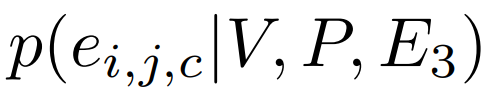 p(e_{i,j,c}|V, P, E_3)